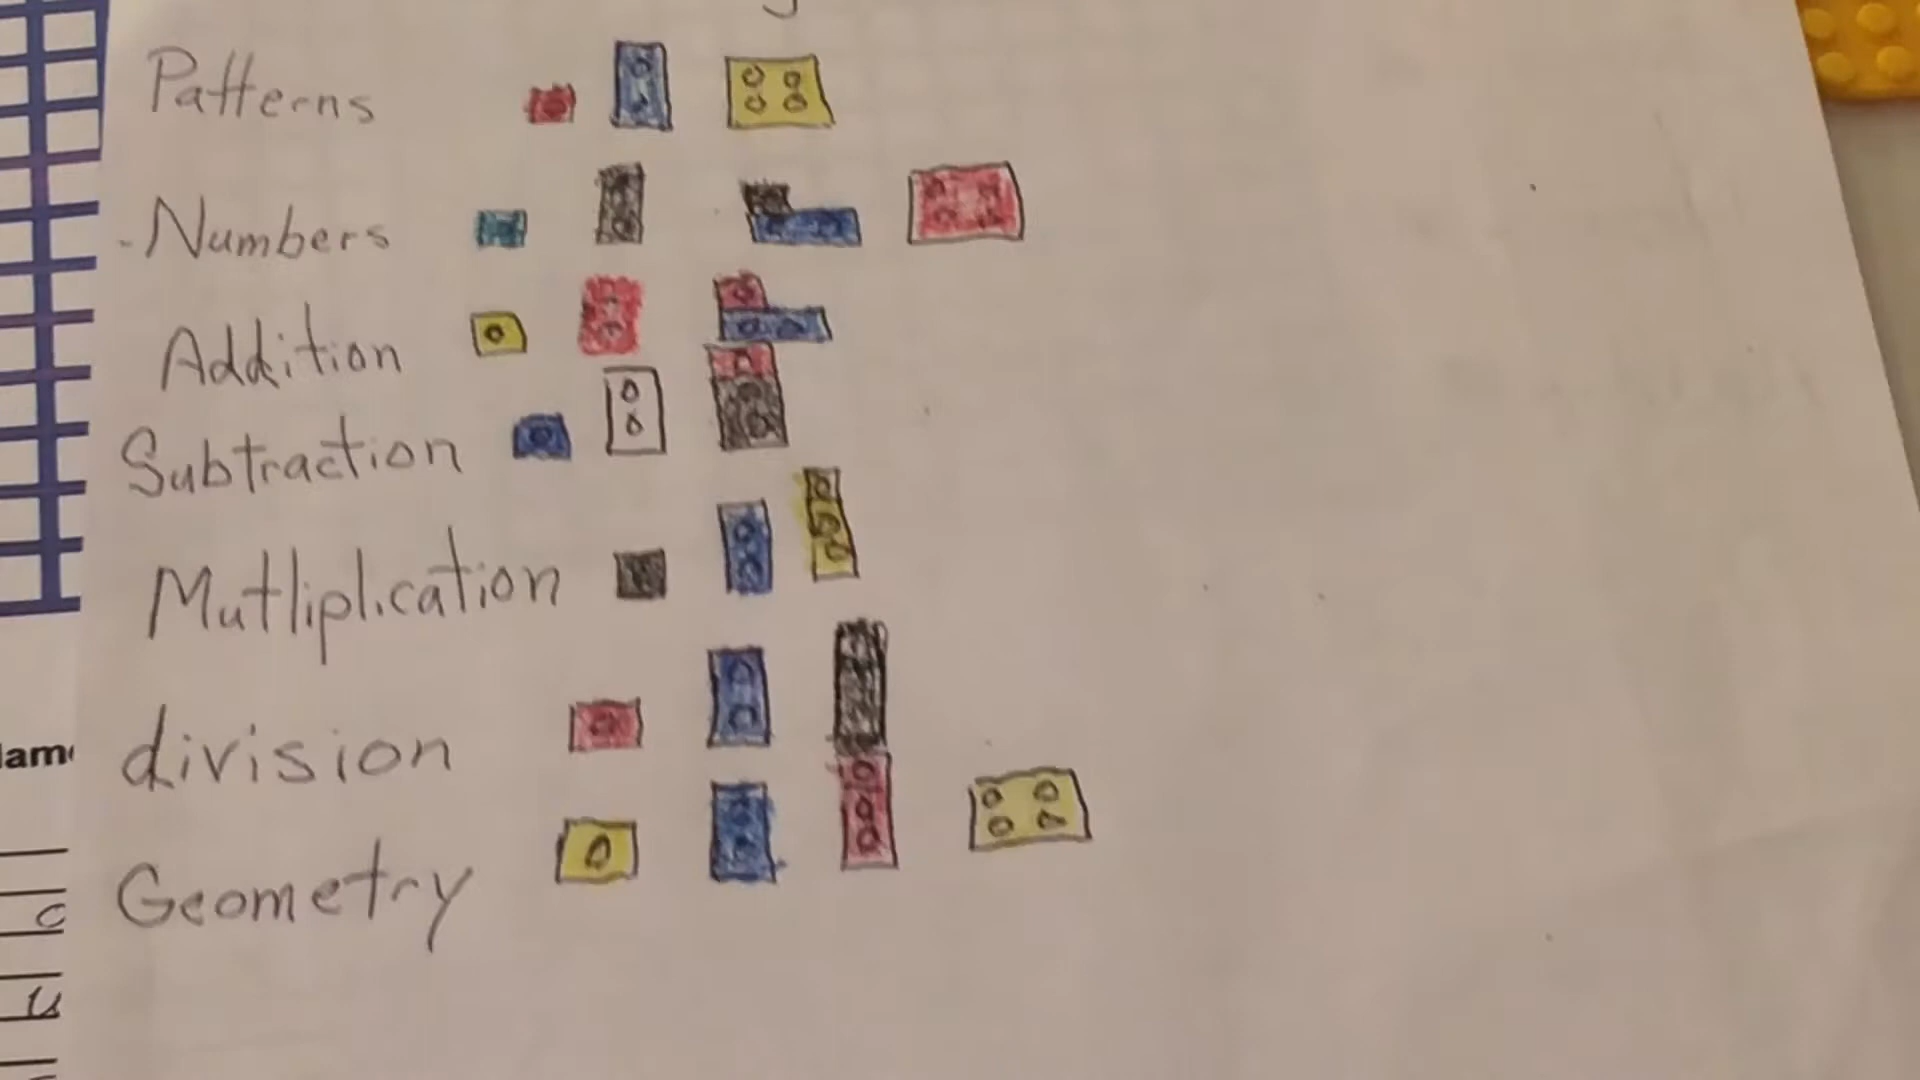 Patterns
-Numbers
Addition
Subtraction
Mutliplication
division
Geometry